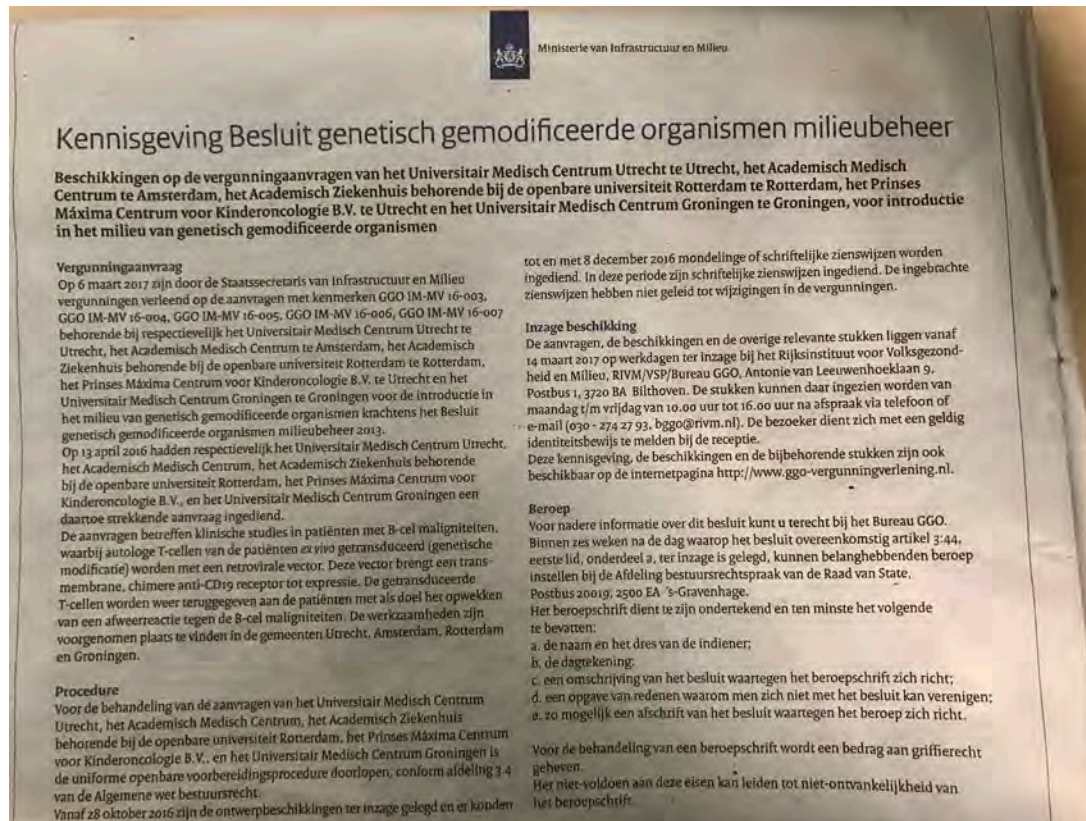 Ministerie van Infrastructuur en Milieu
Kennisgeving Besluit genetisch gemodificeerde organismen milieubeheer
Beschikkingen op de vergunningaanvragen van het Universitair Medisch Centrum Utrecht te Utrecht, het Academisch Medisch
Centrum te Amsterdam, het Academisch Ziekenhuis behorende bij de openbare universiteit Rotterdam te Rotterdam, het Prinses
Máxima Centrum voor Kinderoncologie B.V. te Utrecht en het Universitair Medisch Centrum Groningen te Groningen, voor introductie
in het milieu van genetisch gemodificeerde organismen
Vergunningaanvraag
Op 6 maart 2017 zijn door de Staatssecretaris van Infrastructuur en Milieu
vergunningen verleend op de aanvragen met kenmerken GGO IM-MV 16-003,
GGO IM-MV 16-004, GGO IM-MV 16-005, GGO IM-MV 16-006, GGO IM-MV 16-007
behorende bij respectievelijk het Universitair Medisch Centrum Utrecht te
Utrecht, het Academisch Medisch Centrum te Amsterdam, het Academisch
Ziekenhuis behorende bij de openbare universiteit Rotterdam te Rotterdam,
het Prinses Máxima Centrum voor Kinderoncologie B.V. te Utrecht en het
Universitair Medisch Centrum Groningen te Groningen voor de introductie in
het milieu van genetisch gemodificeerde organismen krachtens het Besluit
genetisch gemodificeerde organismen milieubeheer 2013.
Op 13 april 2016 hadden respectievelijk het Universitair Medisch Centrum Utrecht,
het Academisch Medisch Centrum, het Academisch Ziekenhuis behorende
bij de openbare universiteit Rotterdam, het Prinses Máxima Centrum voor
Kinderoncologie B.V., en het Universitair Medisch Centrum Groningen een
daartoe strekkende aanvraag ingediend.
De aanvragen betreffen klinische studies in patiënten met B-cel maligniteiten,
waarbij autologe T-cellen van de patiënten ex vivo getransduceerd (genetische
modificatie) worden met een retrovirale vector. Deze vector brengt een trans-
membrane, chimere anti-CD19 receptor tot expressie. De getransduceerde
T-cellen worden weer teruggegeven aan de patiënten met als doel het opwekken
van een afweerreactie tegen de B-cel maligniteiten. De werkzaamheden zijn
voorgenomen plaats te vinden in de gemeenten Utrecht, Amsterdam, Rotterdam
en Groningen.
Procedure
Voor de behandeling van de aanvragen van het Universitair Medisch Centrum
Utrecht, het Academisch Medisch Centrum, het Academisch Ziekenhuis
behorende bij de openbare universiteit Rotterdam, het Prinses Máxima Centrum
voor Kinderoncologie B.V., en het Universitair Medisch Centrum Groningen is
de uniforme openbare voorbereidingsprocedure doorlopen, conform afdeling 3.4
van de Algemene wet bestuursrecht.
Vanaf 28 oktober 2016 zijn de ontwerpbeschikkingen ter inzage gelegd en er konden
tot en met 8 december 2016 mondelinge of schriftelijke zienswijzen worden
ingediend. In deze periode zijn schriftelijke zienswijzen ingediend. De ingebrachte
zienswijzen hebben niet geleid tot wijzigingen in de vergunningen.
Inzage beschikking
De aanvragen, de beschikkingen en de overige relevante stukken liggen vanaf
14 maart 2017 op werkdagen ter inzage bij het Rijksinstituut voor Volksgezond-
heid en Milieu, RIVM/VSP/Bureau GGO, Antonie van Leeuwenhoeklaan 9,
Postbus 1, 3720 BA Bilthoven. De stukken kunnen daar ingezien worden van
maandag t/m vrijdag van 10.00 uur tot 16.00 uur na afspraak via telefoon of
e-mail (030 - 274 27 93, bggo@rivm.nl). De bezoeker dient zich met een geldig
identiteitsbewijs te melden bij de receptie.
Deze kennisgeving, de beschikkingen en de bijbehorende stukken zijn ook
beschikbaar op de internetpagina http://www.ggo-vergunningverlening.nl.
Beroep
Voor nadere informatie over dit besluit kunt u terecht bij het Bureau GGO.
Binnen zes weken na de dag waarop het besluit overeenkomstig artikel 3:44,
eerste lid, onderdeel a, ter inzage is gelegd, kunnen belanghebbenden beroep
instellen bij de Afdeling bestuursrechtspraak van de Raad van State,
Postbus 20019, 2500 EA 's-Gravenhage.
Het beroepschrift dient te zijn ondertekend en ten minste het volgende
te bevatten:
a. de naam en het dres van de indiener;
b. de dagtekening;
c. een omschrijving van het besluit waartegen het beroepschrift zich richt;
d. een opgave van redenen waarom men zich niet met het besluit kan verenigen;
e. zo mogelijk een afschrift van het besluit waartegen het beroep zich richt.
Voor de behandeling van een beroepschrift wordt een bedrag aan griffierecht
geheven.
Het niet-voldoen aan deze eisen kan leiden tot niet-ontvankelijkheid van
het beroepschrift